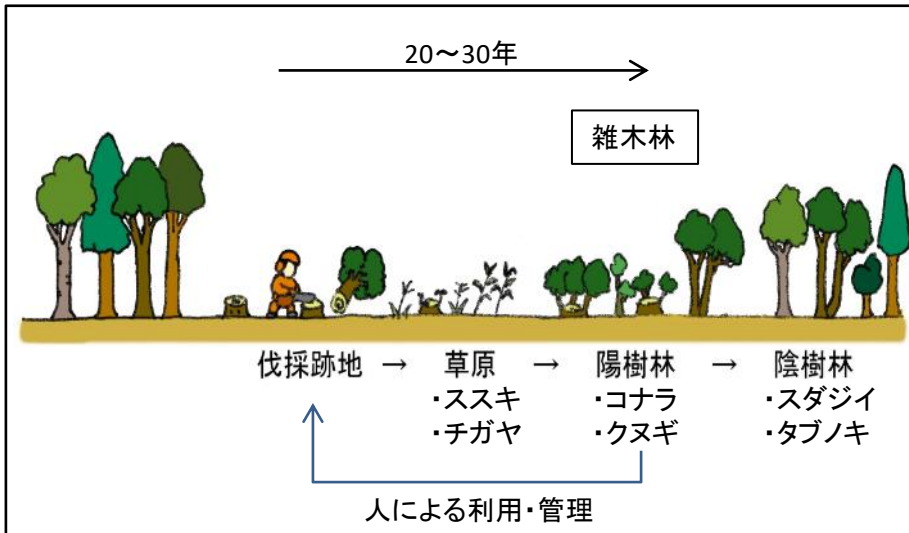 20～30年
雑木林
伐採跡地 → 草原 → 陽樹林 → 陰樹林
・ススキ ・コナラ ・スダジイ
・チガヤ ・クヌギ ・タブノキ
人による利用・管理